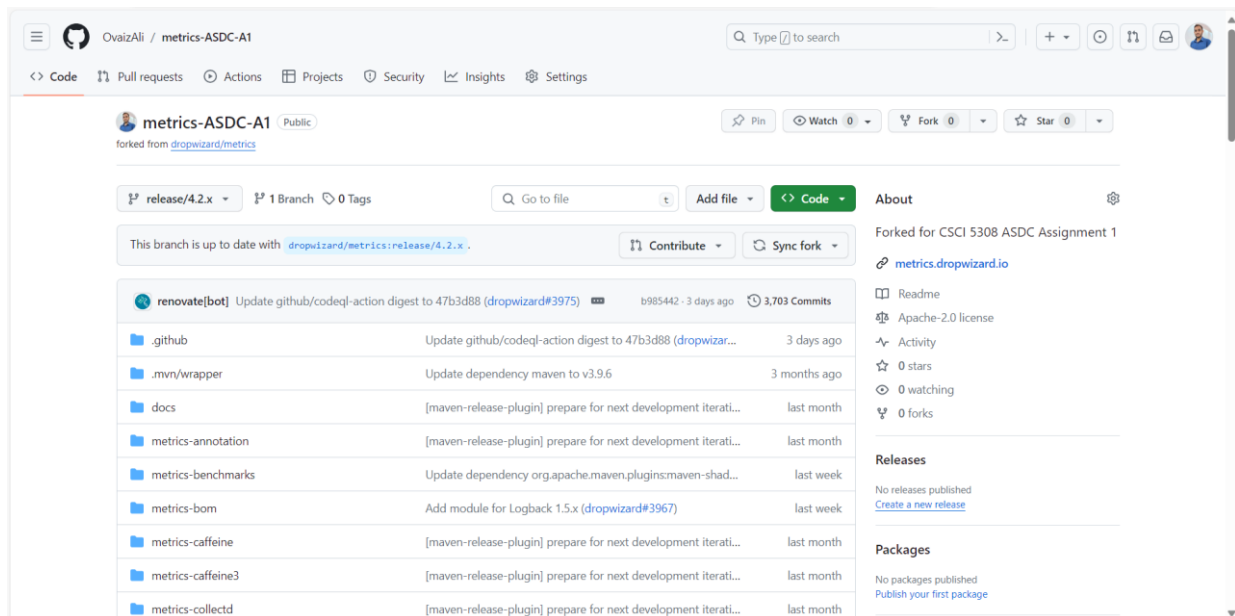 OvaizAli / metrics-ASDC-A1
Type / to search
Code Pull requests Actions Projects Security Insights Settings
metrics-ASDC-A1 Public
Pin Watch 0 Fork 0 Star 0
forked from dropwizard/metrics
release/4.2.x 1 Branch 0 Tags Go to file t Add file Code
This branch is up to date with dropwizard/metrics:release/4.2.x .
Contribute Sync fork
renovate[bot] Update github/codeql-action digest to 47b3d88 (dropwizard#3975) b985442 · 3 days ago 3,703 Commits
.github Update github/codeql-action digest to 47b3d88 (dropwizar... 3 days ago
.mvn/wrapper Update dependency maven to v3.9.6 3 months ago
docs [maven-release-plugin] prepare for next development iterati... last month
metrics-annotation [maven-release-plugin] prepare for next development iterati... last month
metrics-benchmarks Update dependency org.apache.maven.plugins:maven-shad... last week
metrics-bom Add module for Logback 1.5.x (dropwizard#3967) last week
metrics-caffeine [maven-release-plugin] prepare for next development iterati... last month
metrics-caffeine3 [maven-release-plugin] prepare for next development iterati... last month
metrics-collectd [maven-release-plugin] prepare for next development iterati... last month
About
Forked for CSCI 5308 ASDC Assignment 1
metrics.dropwizard.io
Readme
Apache-2.0 license
Activity
0 stars
0 watching
0 forks
Releases
No releases published
Create a new release
Packages
No packages published
Publish your first package